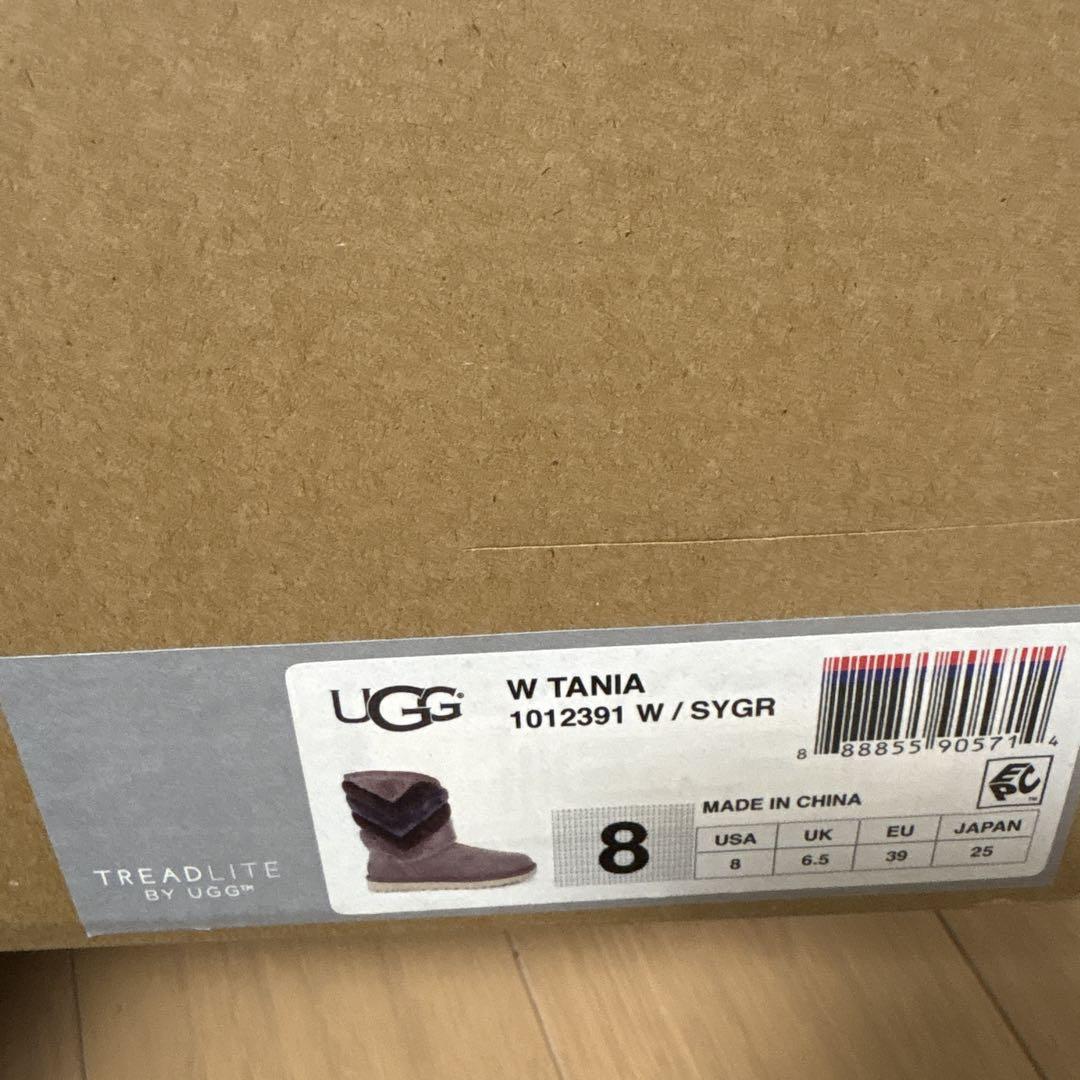 UGG®
W TANIA
1012391 W / SYGR
8 88855 90571 4
EPC™
MADE IN CHINA
8
USA UK EU JAPAN
8 6.5 39 25
TREADLITE
BY UGG™